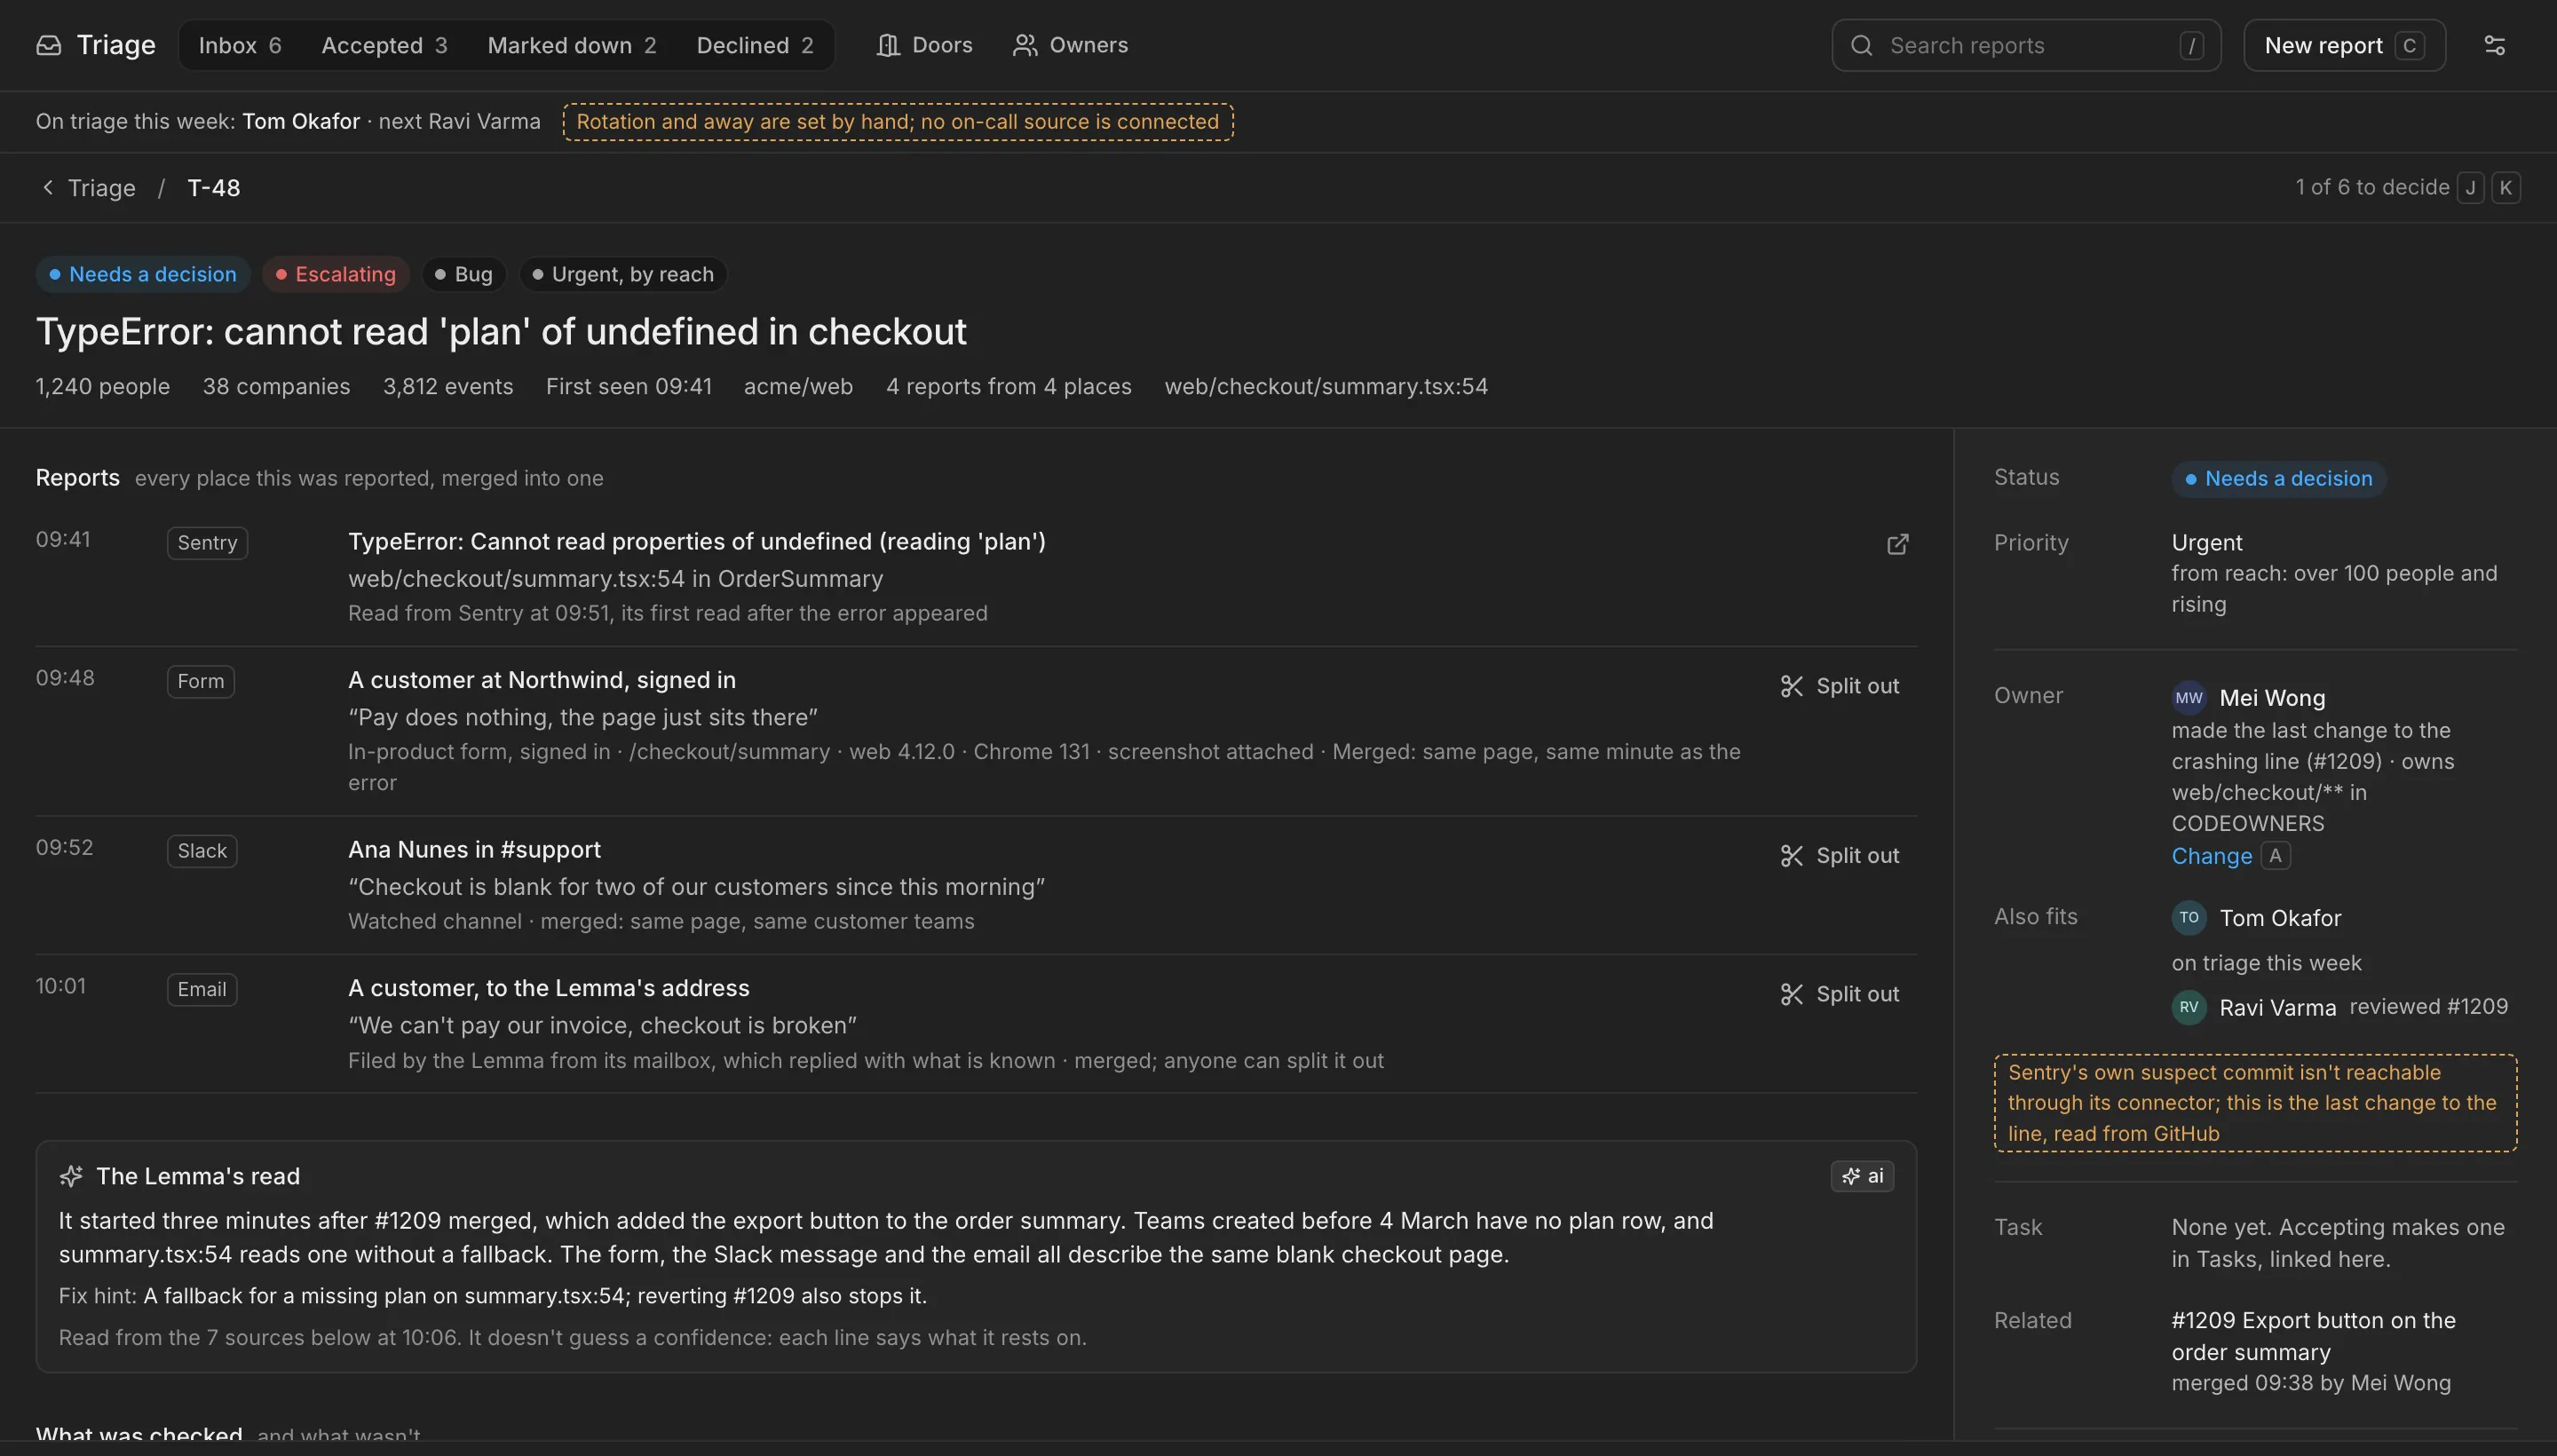 Triage
Inbox 6
Accepted 3
Marked down 2
Declined 2
Doors
Owners
Search reports /
New report C
On triage this week: Tom Okafor · next Ravi Varma
Rotation and away are set by hand; no on-call source is connected
Triage / T-48
1 of 6 to decide J K
Needs a decision
Escalating
Bug
Urgent, by reach
TypeError: cannot read 'plan' of undefined in checkout
1,240 people
38 companies
3,812 events
First seen 09:41
acme/web
4 reports from 4 places
web/checkout/summary.tsx:54
Reports every place this was reported, merged into one
09:41
Sentry
TypeError: Cannot read properties of undefined (reading 'plan')
web/checkout/summary.tsx:54 in OrderSummary
Read from Sentry at 09:51, its first read after the error appeared
09:48
Form
A customer at Northwind, signed in
“Pay does nothing, the page just sits there”
In-product form, signed in · /checkout/summary · web 4.12.0 · Chrome 131 · screenshot attached · Merged: same page, same minute as the
error
Split out
09:52
Slack
Ana Nunes in #support
“Checkout is blank for two of our customers since this morning”
Watched channel · merged: same page, same customer teams
Split out
10:01
Email
A customer, to the Lemma's address
“We can't pay our invoice, checkout is broken”
Filed by the Lemma from its mailbox, which replied with what is known · merged; anyone can split it out
Split out
The Lemma's read
ai
It started three minutes after #1209 merged, which added the export button to the order summary. Teams created before 4 March have no plan row, and
summary.tsx:54 reads one without a fallback. The form, the Slack message and the email all describe the same blank checkout page.
Fix hint: A fallback for a missing plan on summary.tsx:54; reverting #1209 also stops it.
Read from the 7 sources below at 10:06. It doesn't guess a confidence: each line says what it rests on.
What was checked and what wasn't
Status
Needs a decision
Priority
Urgent
from reach: over 100 people and
rising
Owner
MW Mei Wong
made the last change to the
crashing line (#1209) · owns
web/checkout/** in
CODEOWNERS
Change A
Also fits
TO Tom Okafor
on triage this week
RV Ravi Varma reviewed #1209
Sentry's own suspect commit isn't reachable
through its connector; this is the last change to the
line, read from GitHub
Task
None yet. Accepting makes one
in Tasks, linked here.
Related
#1209 Export button on the
order summary
merged 09:38 by Mei Wong